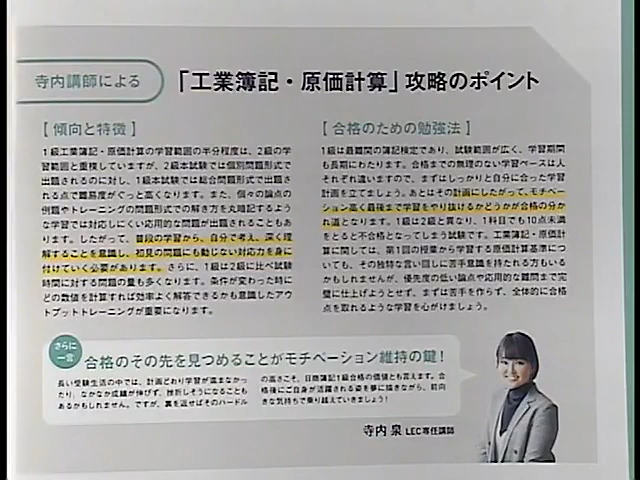 寺内講師による
「工業簿記・原価計算」攻略のポイント
[傾向と特徴]
1級工業簿記・原価計算の学習範囲の半分程度は、2級の学
習範囲と重複していますが、2級本試験では個別問題形式で
出題されるのに対し、1級本試験では総合問題形式で出題され
る点で難易度がぐっと高くなります。また、個々の論点の
例題やトレーニングの問題形式での解き方を丸暗記するよう
な学習では対応しにくい応用的な問題が出題されることもあ
ります。したがって、普段の学習から、自分で考え、深く理
解することを意識し、初見の問題にも動じない対応力を身に
付けていく必要があります。さらに、1級は2級に比べ試験
時間に対する問題の量も多くなります。条件が変わった時に
どの数値を計算すれば効率よく解答できるかも意識したアウ
トプットトレーニングが重要になります。
[合格のための勉強法]
1級は最難関の簿記検定であり、試験範囲が広く、学習期間
も長期にわたります。合格までの無理のない学習ペースは人
それぞれ違いますので、まずはしっかりと自分に合った学習
計画を立てましょう。あとはその計画にしたがって、モチベー
ション高く最後まで学習をやり抜けるかどうかが合格の分か
れ道となります。1級は2級と異なり、1科目でも10点未満
をとると不合格となってしまう試験です。工業簿記・原価計
算に関しては、第1回の授業から学習する原価計算基準につ
いても、その独特な言い回しに苦手意識を持たれる方もいる
かもしれませんが、優先度の低い論点や応用的な難問まで完
璧に仕上げようとせず、まずは苦手を作らず、全体的に合格
点を取れるような学習を心がけましょう。
さらに
一言
合格のその先を見つめることがモチベーション維持の鍵!
長い受験生活の中では、計画どおり学習が進まなかっ
たり、なかなか成績が伸びず、挫折しそうになることも
あるかもしれません。ですが、裏を返せばそのハードル
の高さこそ、日商簿記1級合格の価値とも言えます。合
格後にご自身が活躍される姿を夢に描きながら、前向
きな気持ちで乗り越えていきましょう!
寺内 泉 LEC専任講師